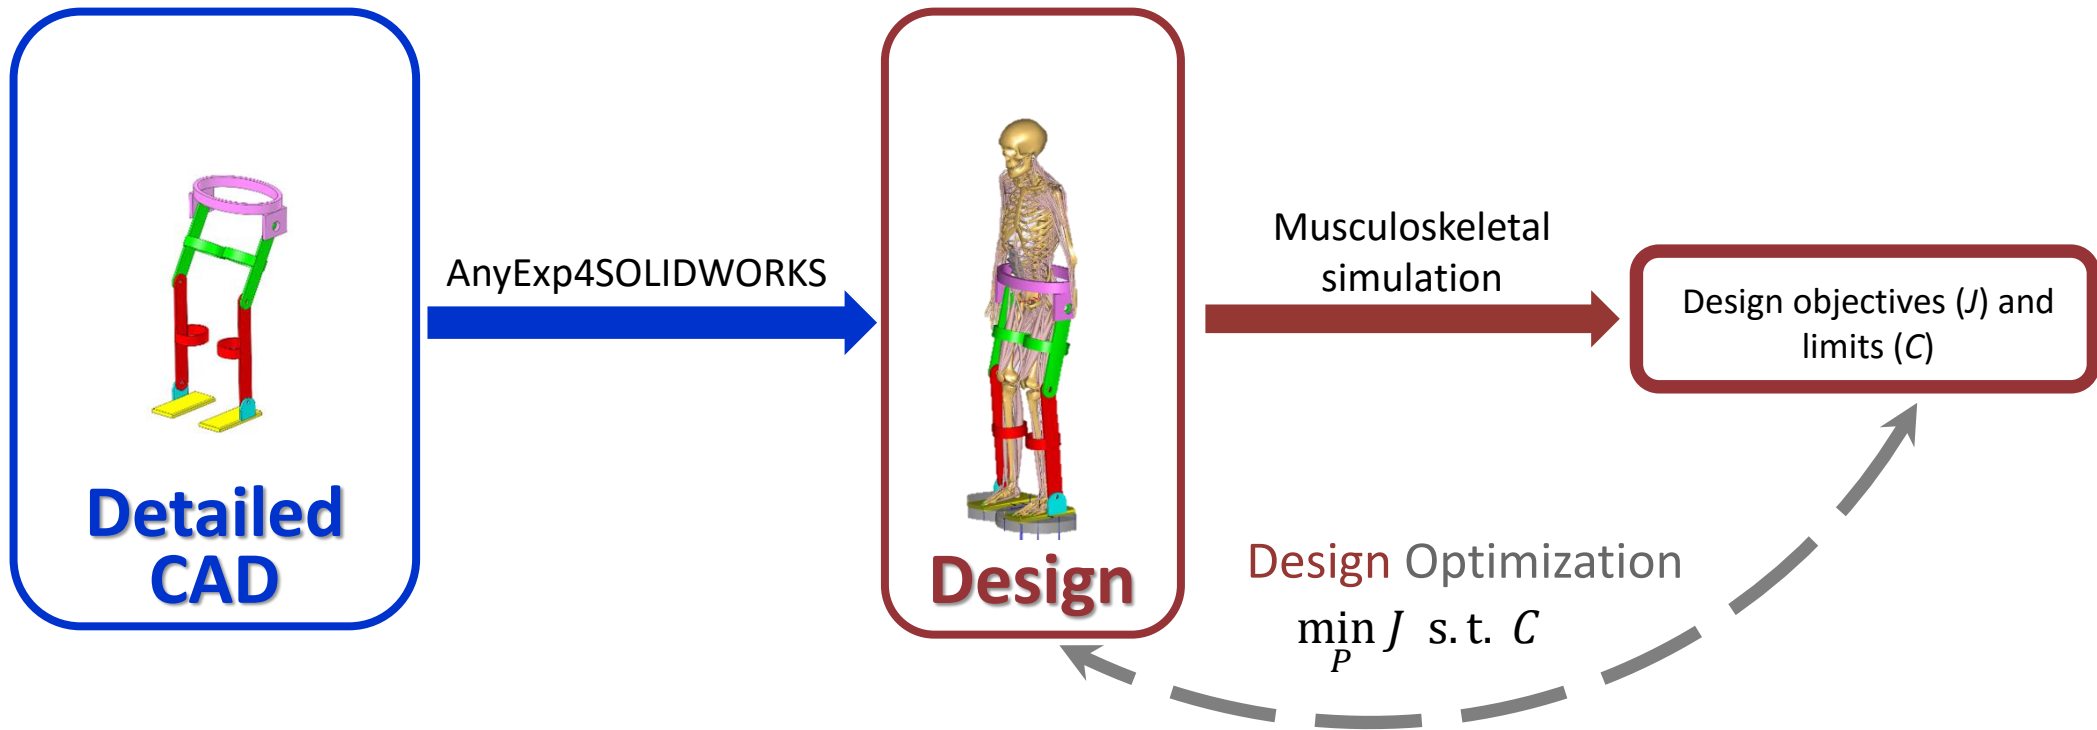 Detailed
CAD
AnyExp4SOLIDWORKS
Design
Musculoskeletal
simulation
Design objectives (J) and
limits (C)
Design Optimization
min J s.t. C
P